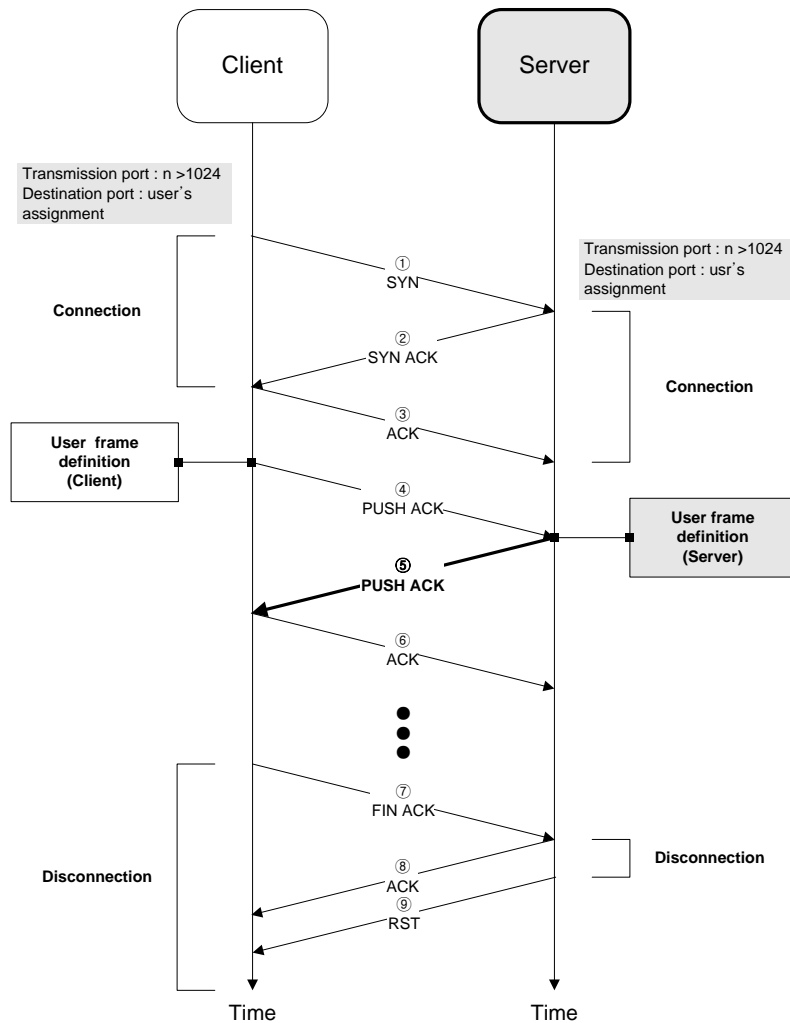 Client
Server
Transmission port : n >1024
Destination port : user's
assignment
Transmission port : n >1024
Destination port : usr's
assignment
①
SYN
Connection
②
SYN ACK
Connection
③
ACK
User frame
definition
(Client)
④
PUSH ACK
User frame
definition
(Server)
⑤
PUSH ACK
⑥
ACK
⑦
FIN ACK
Disconnection
⑧
ACK
Disconnection
⑨
RST
Time
Time